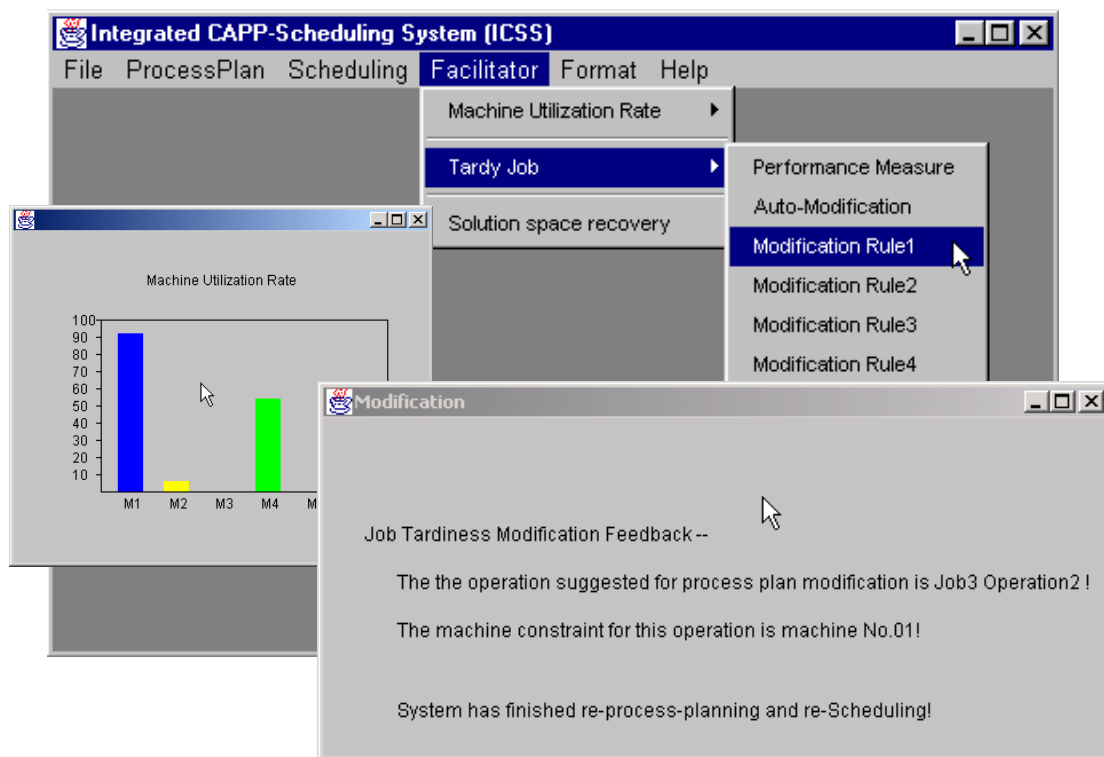 Integrated CAPP-Scheduling System (ICSS)
File ProcessPlan Scheduling Facilitator Format Help
Machine Utilization Rate
Tardy Job
Solution space recovery
Performance Measure
Auto-Modification
Modification Rule1
Modification Rule2
Modification Rule3
Modification Rule4
Machine Utilization Rate
100
90
80
70
60
50
40
30
20
10
M1 M2 M3 M4 M
Modification
Job Tardiness Modification Feedback --
The the operation suggested for process plan modification is Job3 Operation2 !
The machine constraint for this operation is machine No.01!
System has finished re-process-planning and re-Scheduling!